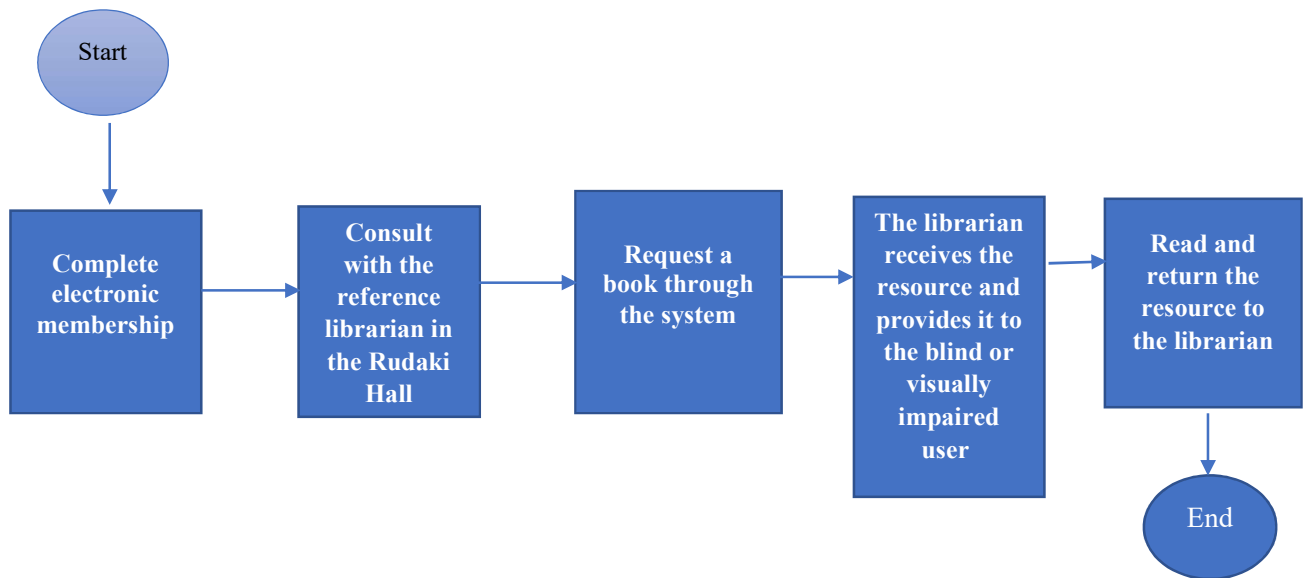 Start
Complete
electronic
membership
Consult
with the
reference
librarian in
the Rudaki
Hall
Request a
book through
the system
The librarian
receives the
resource and
provides it to
the blind or
visually
impaired
user
Read and
return the
resource to
the librarian
End